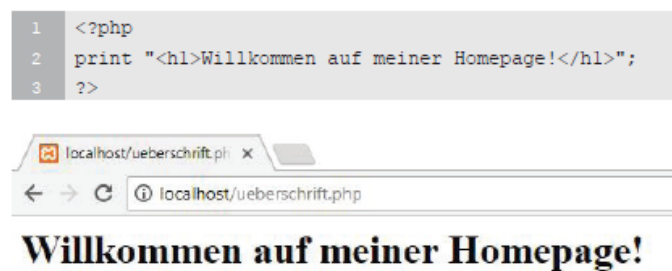 1 <?php
2 print "<h1>Willkommen auf meiner Homepage!</h1>";
3 ?>
localhost/ueberschrift.ph
localhost/ueberschrift.php
Willkommen auf meiner Homepage!